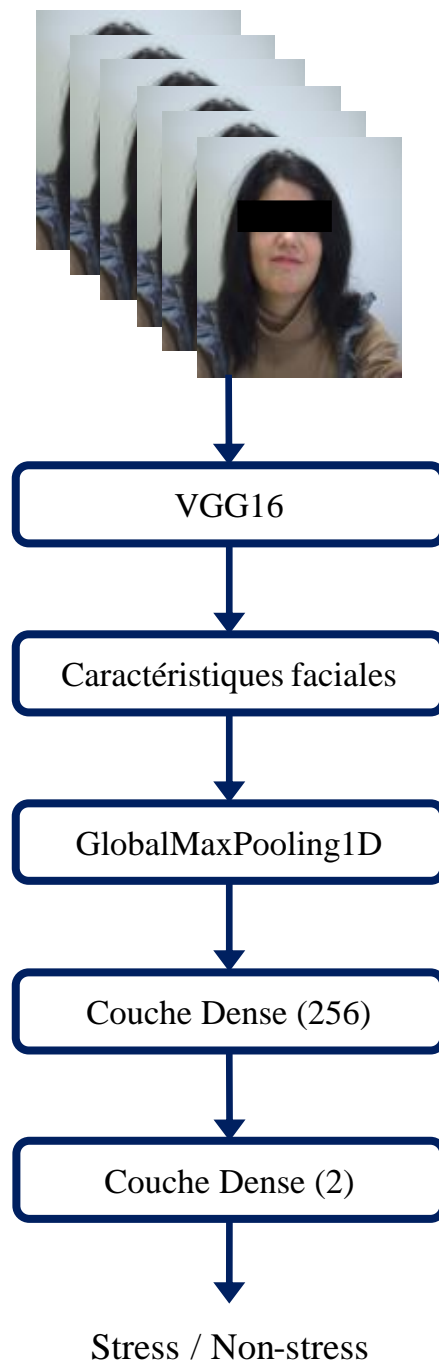 VGG16
Caractéristiques faciales
GlobalMaxPooling1D
Couche Dense (256)
Couche Dense (2)
Stress / Non-stress